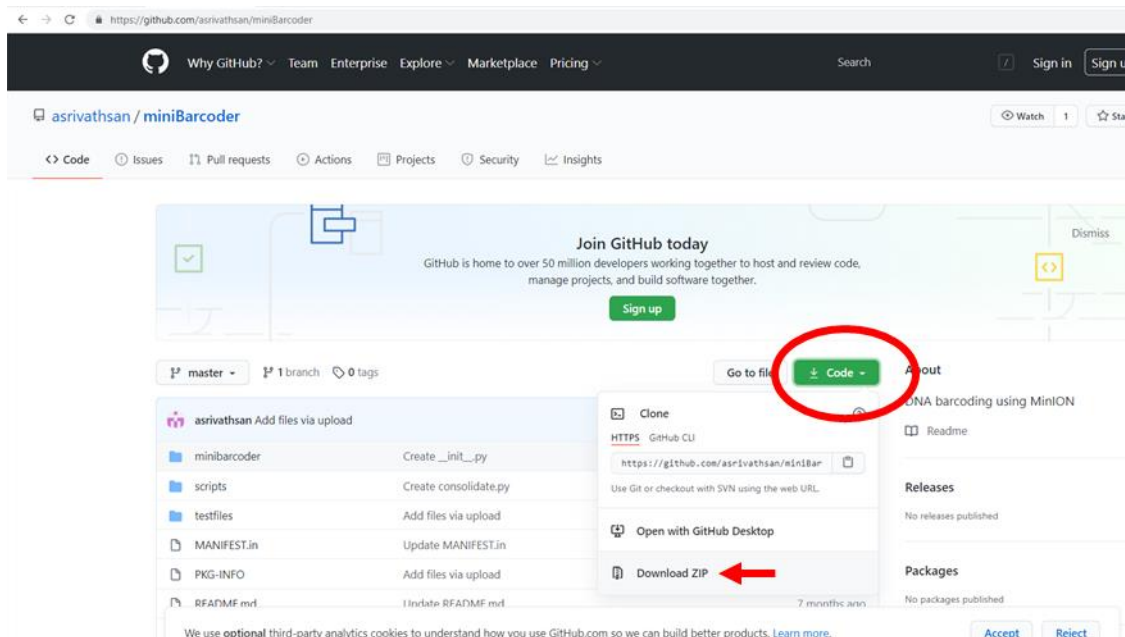 https://github.com/asrivathsan/miniBarcoder
Why GitHub? Team Enterprise Explore Marketplace Pricing Search / Sign in Sign u
asrivathsan / miniBarcoder Watch 1 Sta
<> Code Issues Pull requests Actions Projects Security Insights
Join GitHub today
Dismiss
GitHub is home to over 50 million developers working together to host and review code,
manage projects, and build software together.
Sign up
master 1 branch 0 tags Go to file Code About
asrivathsan Add files via upload
Clone
HTTPS GitHub CLI
https://github.com/asrivathsan/miniBar
Use Git or checkout with SVN using the web URL.
Open with GitHub Desktop
Download ZIP
minibarcoder Create __init__.py
scripts Create consolidate.py
testfiles Add files via upload
MANIFEST.in Update MANIFEST.in
PKG-INFO Add files via upload
README.md Update README.md 7 months ago
DNA barcoding using MinION
Readme
Releases
No releases published
Packages
No packages published
We use optional third-party analytics cookies to understand how you use GitHub.com so we can build better products. Learn more.
Accept Reject